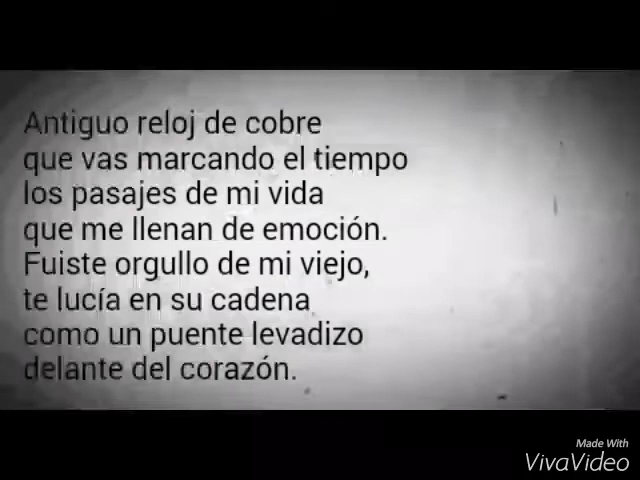 Antiguo reloj de cobre
que vas marcando el tiempo
los pasajes de mi vida
que me llenan de emoción.
Fuiste orgullo de mi viejo,
te lucía en su cadena
como un puente levadizo
delante del corazón.
Made With
VivaVideo